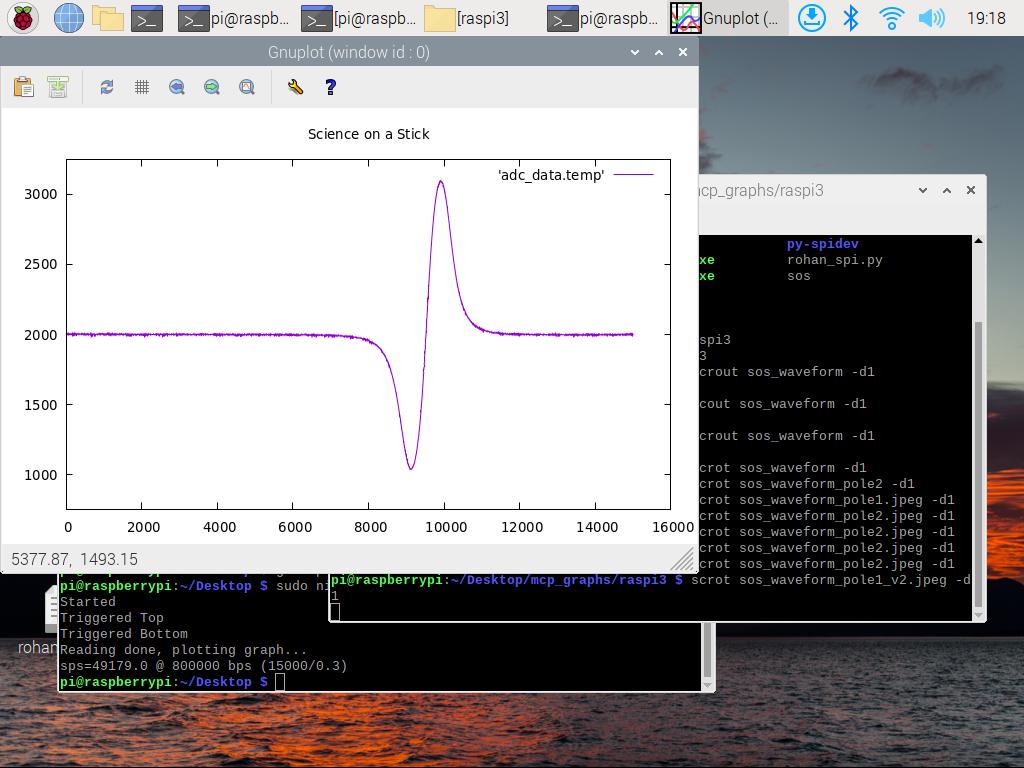 pi@raspb...
[pi@raspb...
[raspi3]
pi@raspb...
Gnuplot (...
19:18
Gnuplot (window id : 0)
Science on a Stick
'adc_data.temp'
3000
2500
2000
1500
1000
0 2000 4000 6000 8000 10000 12000 14000 16000
5377.87, 1493.15
mcp_graphs/raspi3
py-spidev
xe rohan_spi.py
xe sos
spi3
3
crout sos_waveform -d1
cout sos_waveform -d1
crout sos_waveform -d1
crot sos_waveform -d1
crot sos_waveform_pole2 -d1
crot sos_waveform_pole1.jpeg -d1
crot sos_waveform_pole2.jpeg -d1
crot sos_waveform_pole2.jpeg -d1
crot sos_waveform_pole2.jpeg -d1
crot sos_waveform_pole2.jpeg -d1
pi@raspberrypi:~/Desktop/mcp_graphs/raspi3 $ scrot sos_waveform_pole1_v2.jpeg -d
1
pi@raspberrypi:~/Desktop $ sudo ni
Started
Triggered Top
Triggered Bottom
Reading done, plotting graph...
sps=49179.0 @ 800000 bps (15000/0.3)
pi@raspberrypi:~/Desktop $
rohan